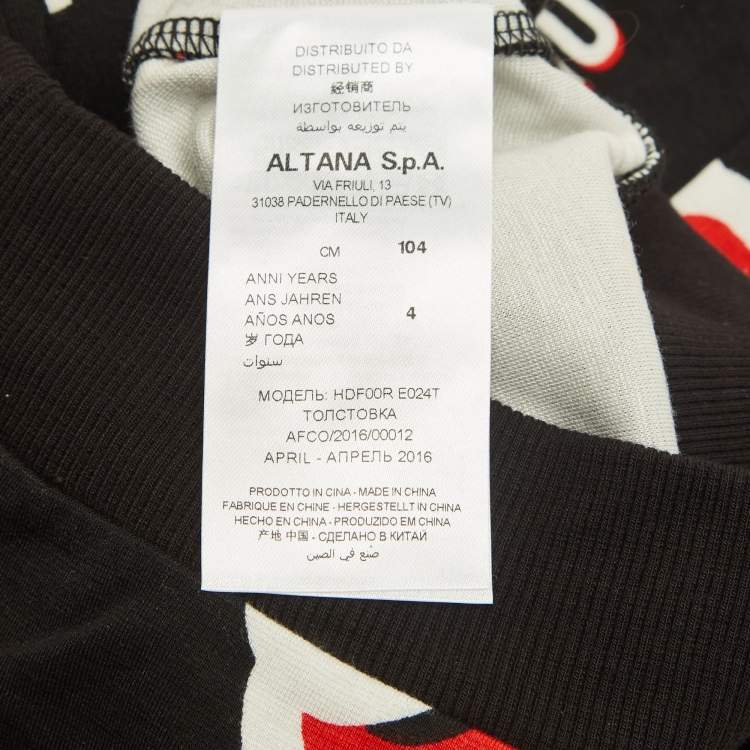 DISTRIBUITO DA
DISTRIBUTED BY
经销商
ИЗГОТОВИТЕЛЬ
يتم توزيعه بواسطة
ALTANA S.p.A.
VIA FRIULI, 13
31038 PADERNELLO DI PAESE (TV)
ITALY
CM 104
ANNI YEARS
ANS JAHREN
AÑOS ANOS 4
岁 ГОДА
سنوات
МОДЕЛЬ: HDF00R E024T
ТОЛСТОВКА
AFCO/2016/00012
APRIL - АПРЕЛЬ 2016
PRODOTTO IN CINA - MADE IN CHINA
FABRIQUE EN CHINE - HERGESTELLT IN CHINA
HECHO EN CHINA - PRODUZIDO EM CHINA
产地 中国 - СДЕЛАНО В КИТАЙ
صُنع في الصين